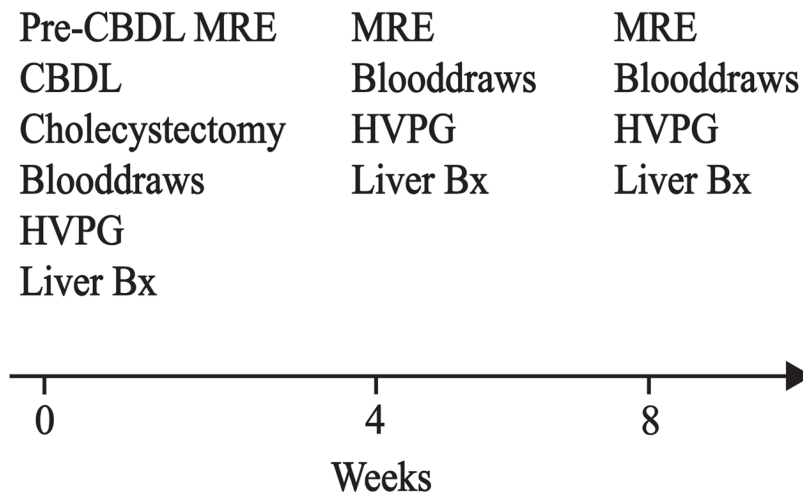 Pre-CBDL MRE
CBDL
Cholecystectomy
Blooddraws
HVPG
Liver Bx
MRE
Blooddraws
HVPG
Liver Bx
MRE
Blooddraws
HVPG
Liver Bx
0
4
8
Weeks